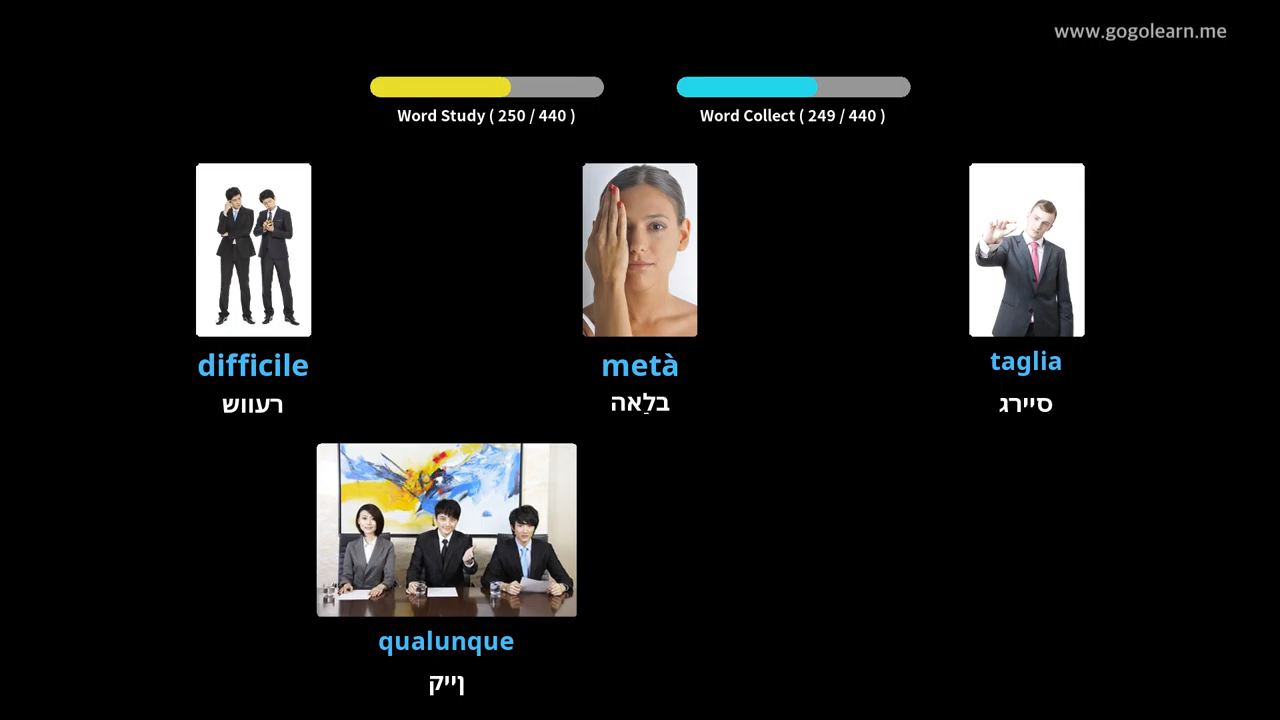 www.gogolearn.me
Word Study ( 250 / 440 )
Word Collect ( 249 / 440 )
difficile
רעווש
metà
בלַאה
taglia
סיירג
qualunque
ןייק